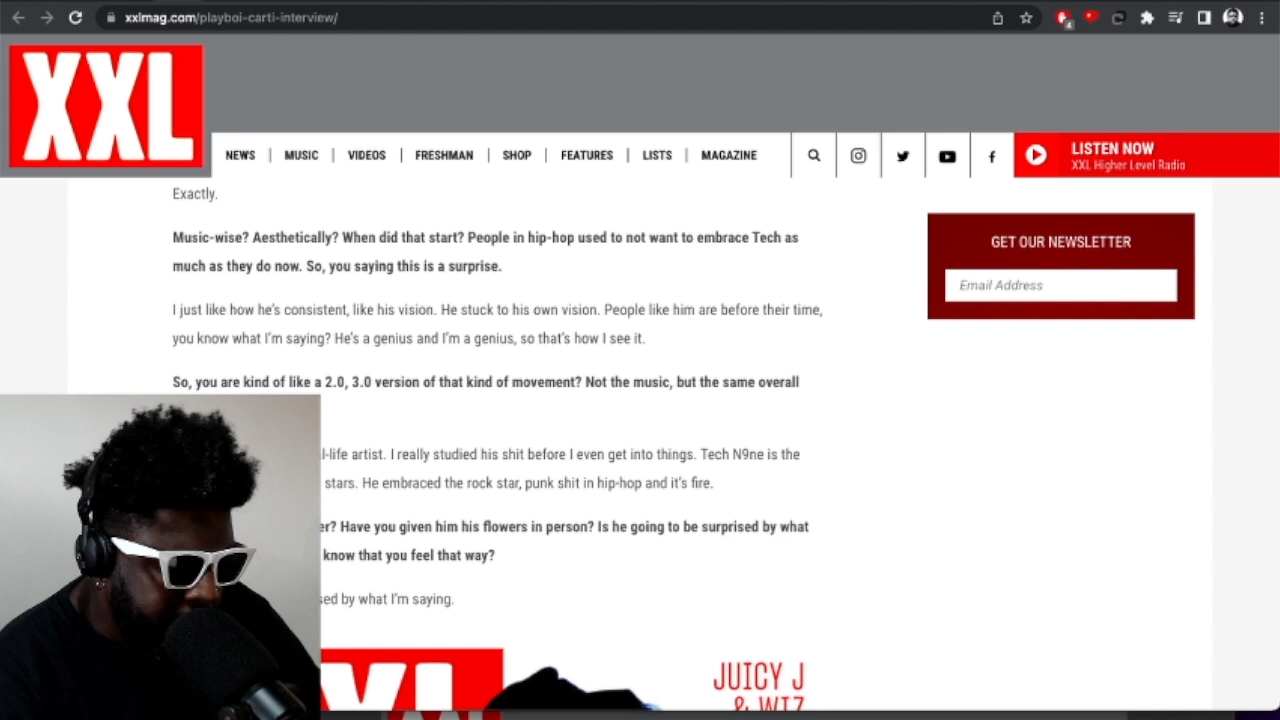 xxlmag.com/playboi-carti-interview/
4
XXL
NEWS | MUSIC | VIDEOS | FRESHMAN | SHOP | FEATURES | LISTS | MAGAZINE
LISTEN NOW
XXL Higher Level Radio
Exactly.
Music-wise? Aesthetically? When did that start? People in hip-hop used to not want to embrace Tech as
much as they do now. So, you saying this is a surprise.
I just like how he's consistent, like his vision. He stuck to his own vision. People like him are before their time,
you know what I'm saying? He's a genius and I'm a genius, so that's how I see it.
So, you are kind of like a 2.0, 3.0 version of that kind of movement? Not the music, but the same overall
l-life artist. I really studied his shit before I even get into things. Tech N9ne is the
stars. He embraced the rock star, punk shit in hip-hop and it's fire.
er? Have you given him his flowers in person? Is he going to be surprised by what
know that you feel that way?
sed by what I'm saying.
GET OUR NEWSLETTER
Email Address
XXL
JUICY J
& WIZ